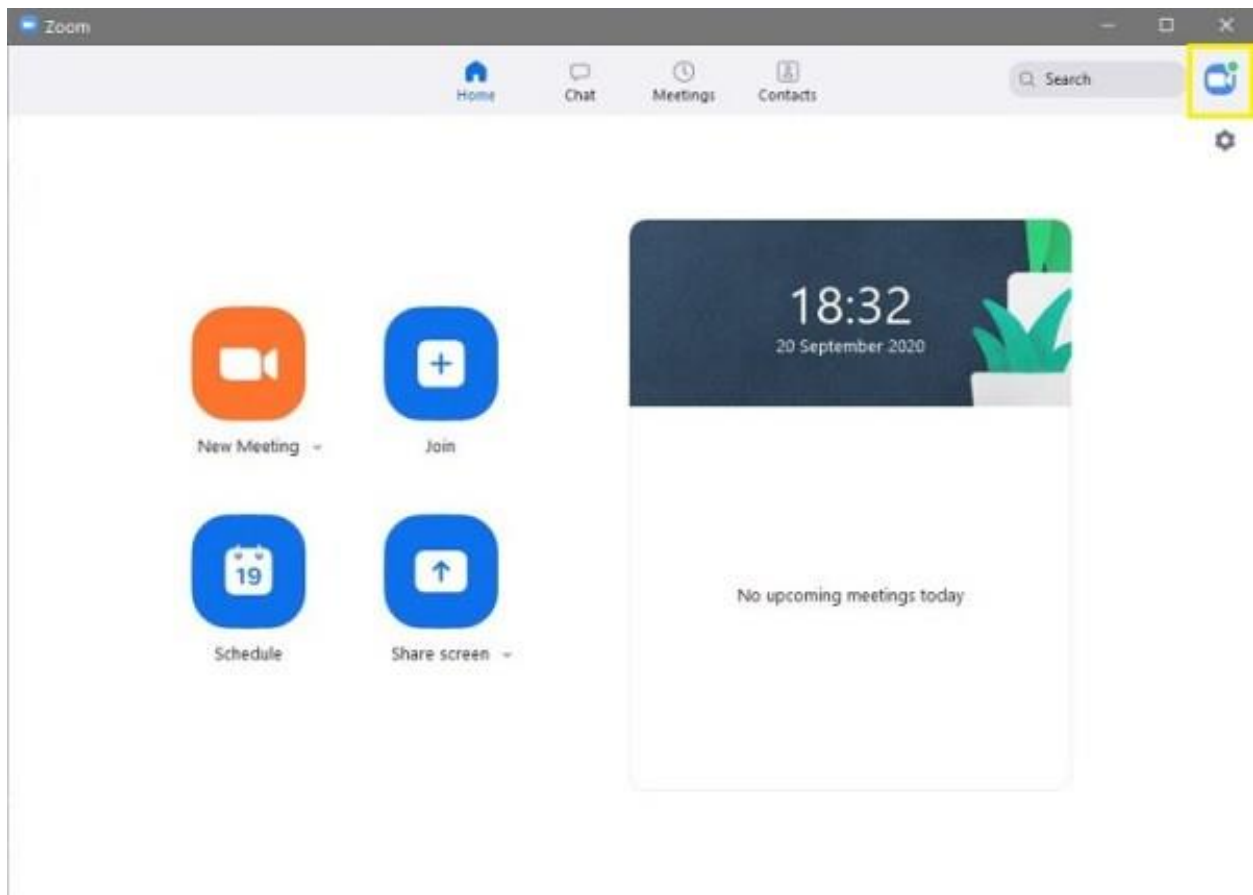 Zoom
Home
Chat
Meetings
Contacts
Search
18:32
20 September 2020
New Meeting
Join
19
Schedule
Share screen
No upcoming meetings today